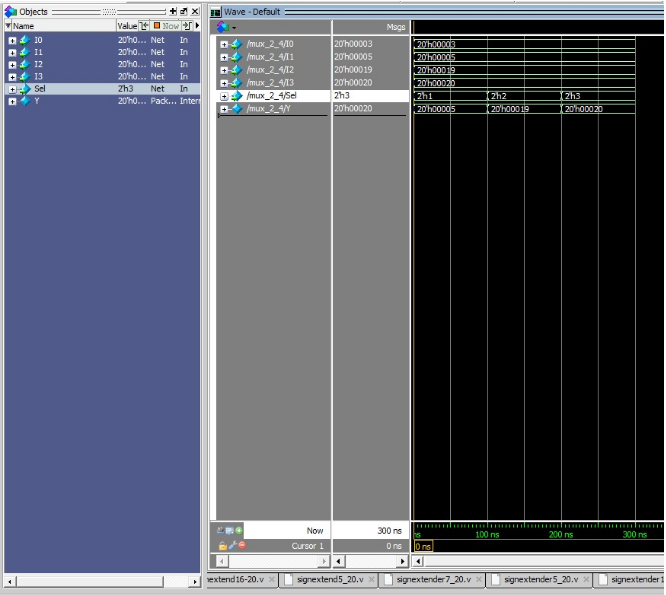 Objects
Name Value Now
I0 20'h0... Net In
I1 20'h0... Net In
I2 20'h0... Net In
I3 20'h0... Net In
Sel 2'h3 Net In
Y 20'h0... Pack... Intern
Wave - Default
Msgs
/mux_2_4/I0 20'h00003 20'h00003
/mux_2_4/I1 20'h00005 20'h00005
/mux_2_4/I2 20'h00019 20'h00019
/mux_2_4/I3 20'h00020 20'h00020
/mux_2_4/Sel 2'h3 2'h1 2'h2 2'h3
/mux_2_4/Y 20'h00020 20'h00005 20'h00019 20'h00020
Now 300 ns ns 100 ns 200 ns 300 ns
Cursor 1 0 ns 0 ns
nextend16-20.v signextend5_20.v signextender7_20.v signextender5_20.v signextender1